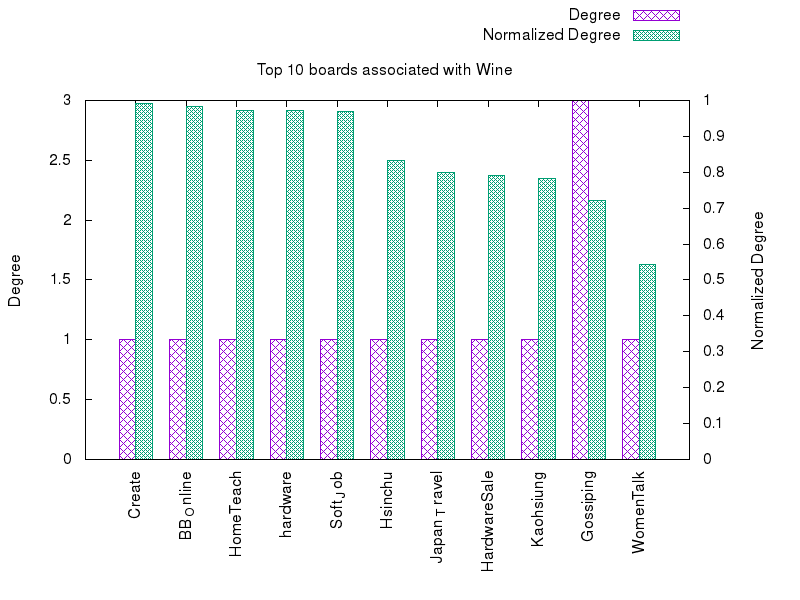 Degree
Normalized Degree
Top 10 boards associated with Wine
3
2.5
2
1.5
1
0.5
0
1
0.9
0.8
0.7
0.6
0.5
0.4
0.3
0.2
0.1
0
Degree
Normalized Degree
Create
BBOnline
HomeTeach
hardware
SoftJob
Hsinchu
JapanTravel
HardwareSale
Kaohsiung
Gossiping
WomenTalk